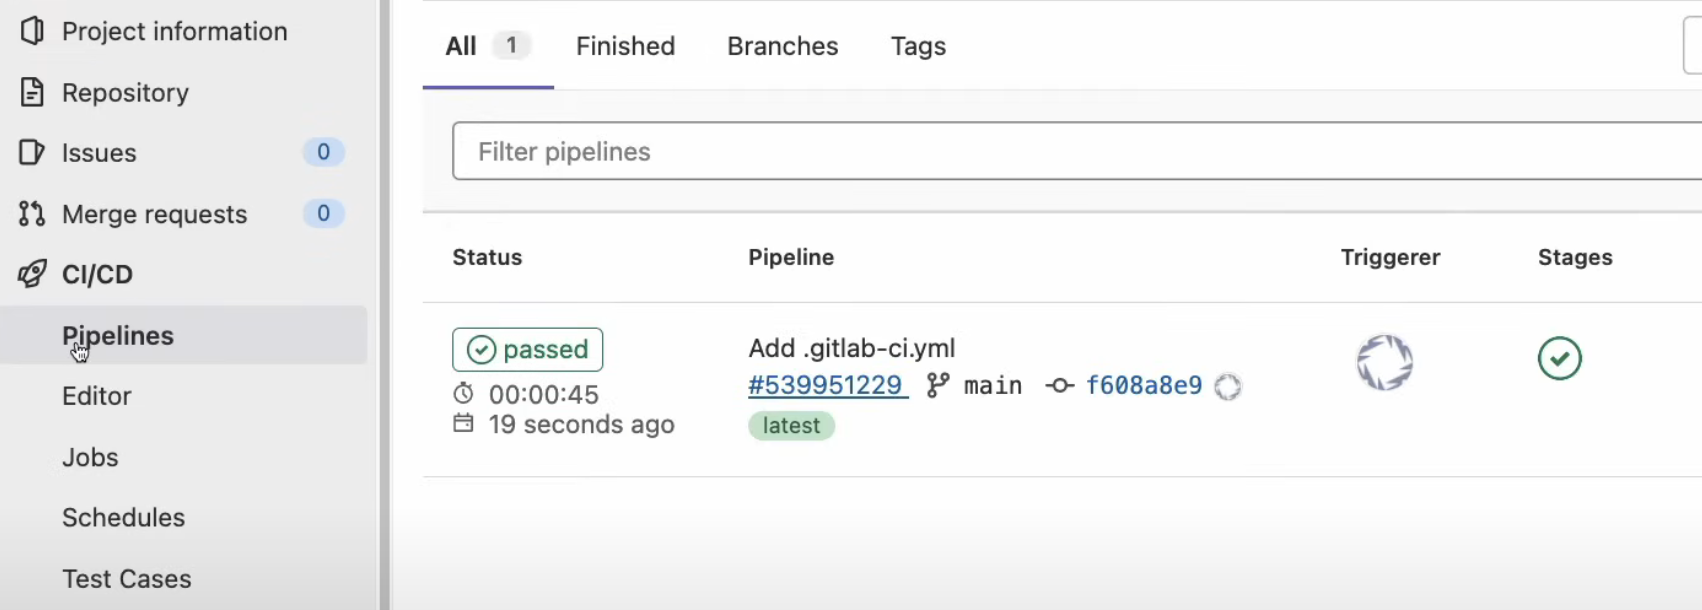 Project information
Repository
Issues 0
Merge requests 0
CI/CD
Pipelines
Editor
Jobs
Schedules
Test Cases
All 1 Finished Branches Tags
Filter pipelines
Status Pipeline Triggerer Stages
passed
00:00:45
19 seconds ago
Add .gitlab-ci.yml
#539951229 main f608a8e9
latest